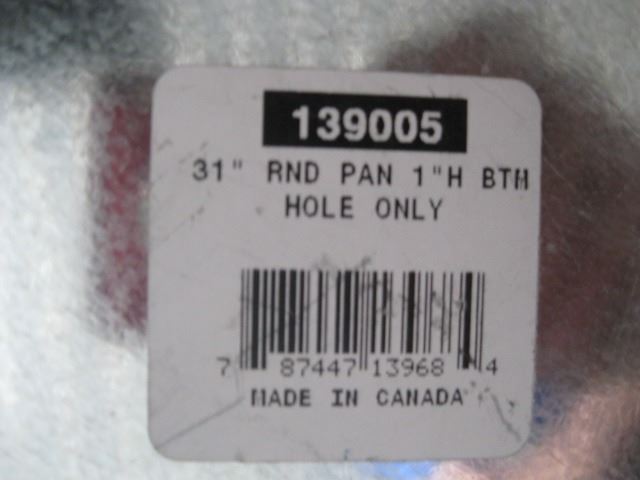 139005
31" RND PAN 1"H BTM
HOLE ONLY
7 87447 13968 4
MADE IN CANADA